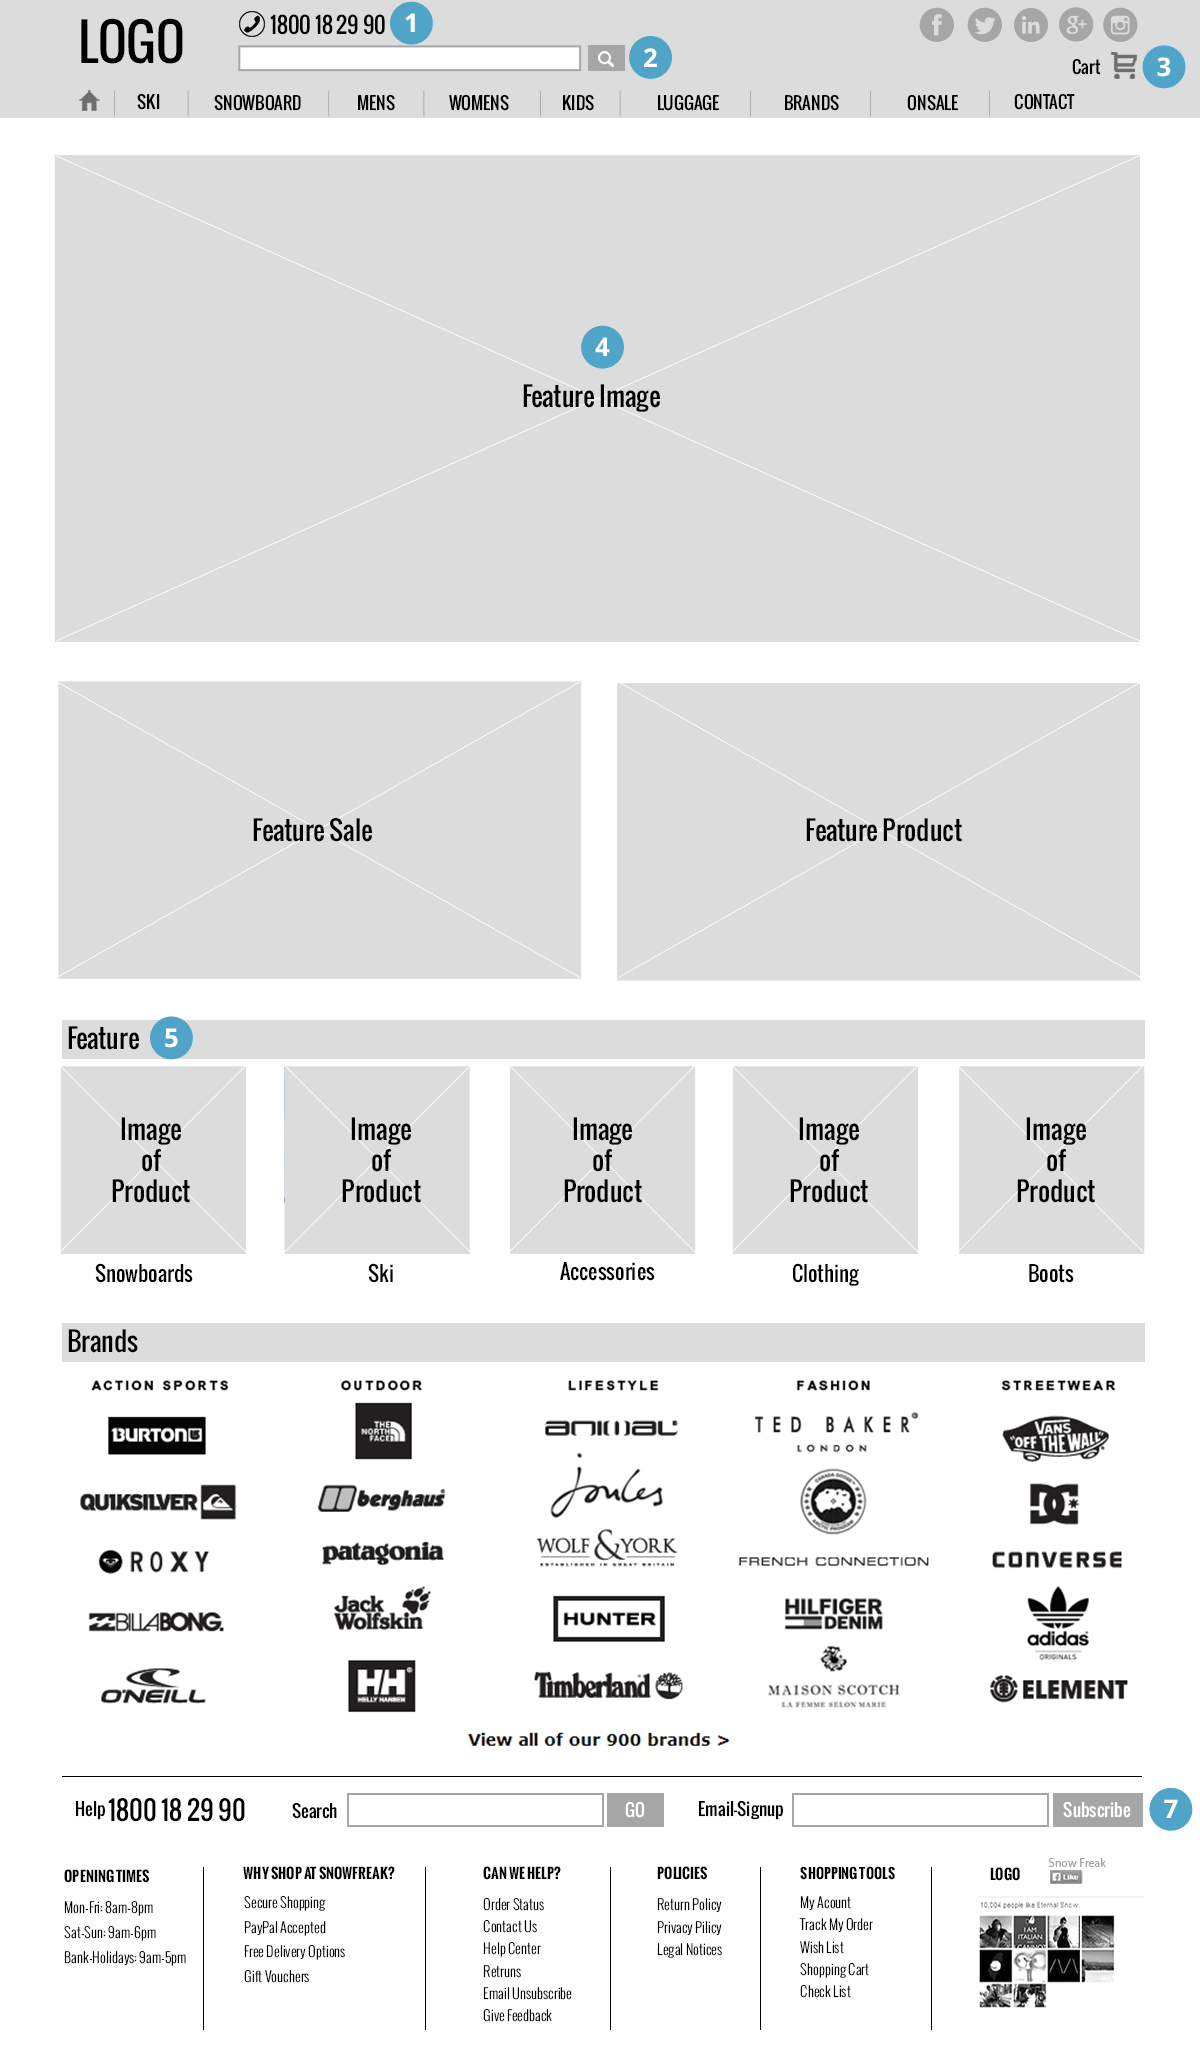 LOGO
1800 18 29 90
1
2
Cart
3
SKI
SNOWBOARD
MENS
WOMENS
KIDS
LUGGAGE
BRANDS
ONSALE
CONTACT
4
Feature Image
Feature Sale
Feature Product
Feature
5
Image
of
Product
Image
of
Product
Image
of
Product
Image
of
Product
Image
of
Product
Snowboards
Ski
Accessories
Clothing
Boots
Brands
ACTION SPORTS
BURTON
QUIKSILVER
ROXY
BILLABONG.
O'NEILL
OUTDOOR
THE
NORTH
FACE
berghaus
patagonia
Jack
Wolfskin
HH®
HELLY HANSEN
LIFESTYLE
animal
joules
WOLF & YORK
ESTABLISHED IN GREAT BRITAIN
HUNTER
Timberland
FASHION
TED BAKER
LONDON
CANADA GOOSE
ARCTIC PROGRAM
FRENCH CONNECTION
HILFIGER
DENIM
MAISON SCOTCH
LA FEMME SELON MARIE
STREETWEAR
VANS
"OFF THE WALL"
DC
CONVERSE
adidas
ORIGINALS
ELEMENT
View all of our 900 brands >
Help 1800 18 29 90
Search
GO
Email-Signup
Subscribe
7
OPENING TIMES
Mon-Fri: 8am-8pm
Sat-Sun: 9am-6pm
Bank-Holidays: 9am-5pm
WHY SHOP AT SNOWFREAK?
Secure Shopping
PayPal Accepted
Free Delivery Options
Gift Vouchers
CAN WE HELP?
Order Status
Contact Us
Help Center
Retruns
Email Unsubscribe
Give Feedback
POLICIES
Return Policy
Privacy Pilicy
Legal Notices
SHOPPING TOOLS
My Acount
Track My Order
Wish List
Shopping Cart
Check List
LOGO
Snow Freak
Like
10,004 people like Eternal Snow.
I AM
ITALIAN